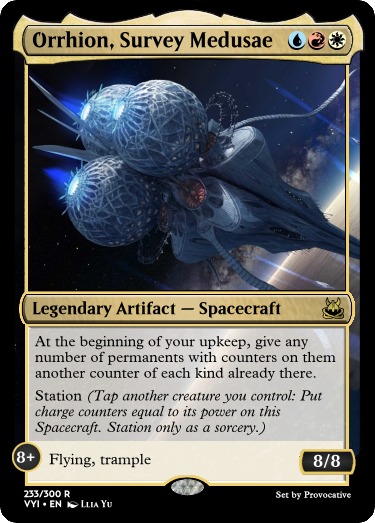 Orrhion, Survey Medusae
Legendary Artifact — Spacecraft
At the beginning of your upkeep, give any
number of permanents with counters on them
another counter of each kind already there.
Station (Tap another creature you control: Put
charge counters equal to its power on this
Spacecraft. Station only as a sorcery.)
8+ Flying, trample
8/8
233/300 R
VYI • EN Llia Yu
Set by Provocative